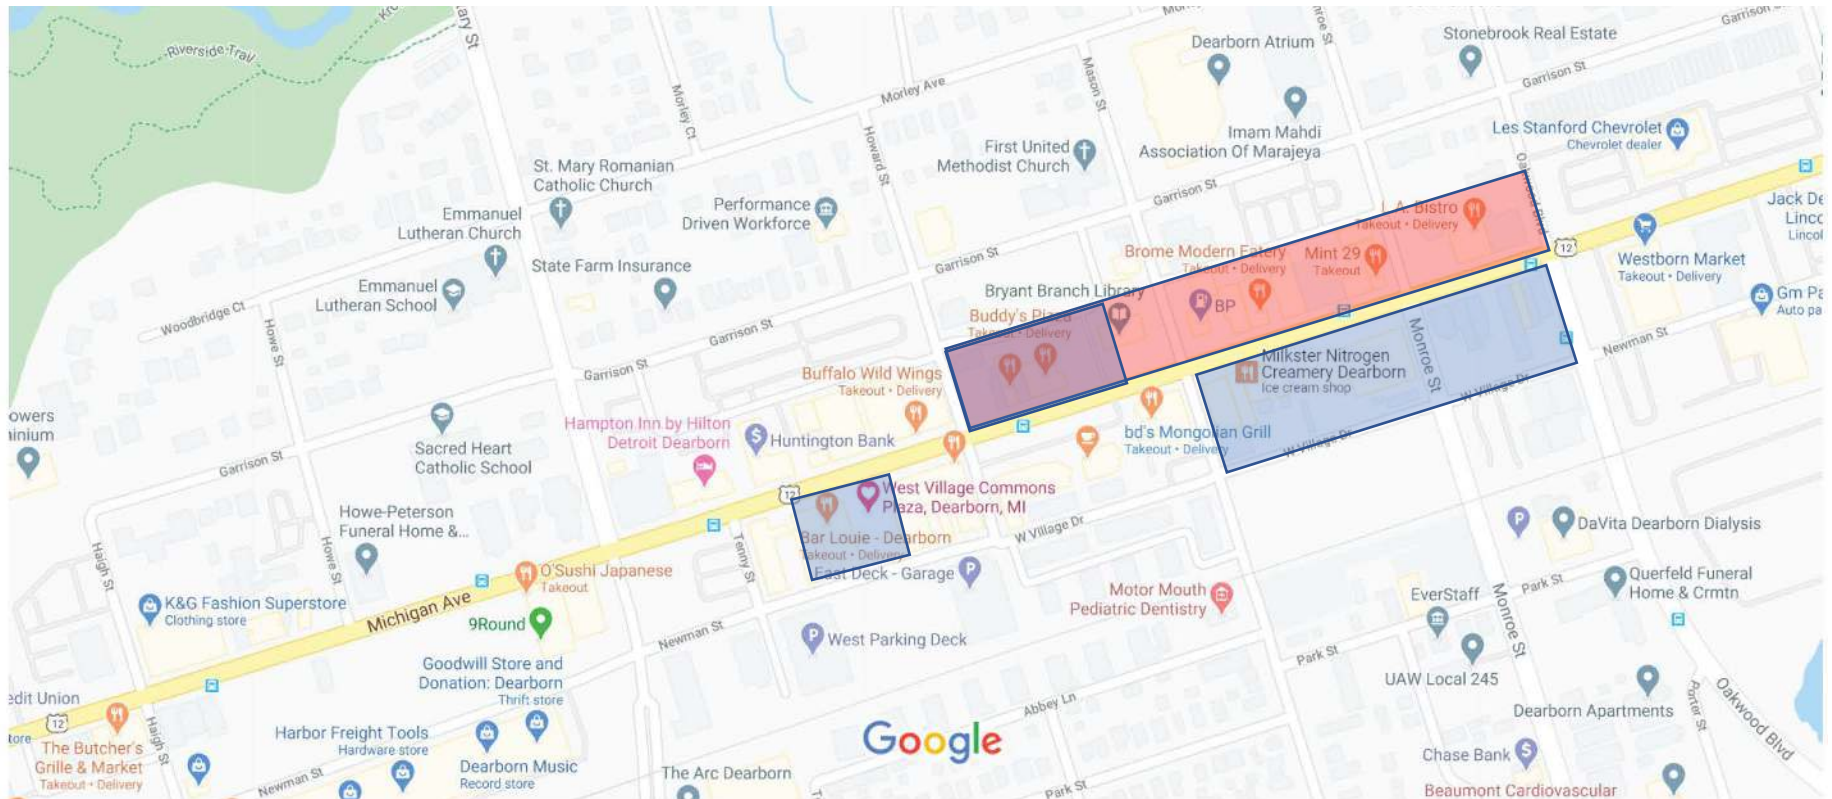 Riverside Trail
ary St
Garrison St
Dearborn Atrium
Stonebrook Real Estate
Garrison St
Morley Ave
Morley Ct
Mason St
Howard St
Imam Mahdi
Association Of Marajeya
Les Stanford Chevrolet
Chevrolet dealer
First United
Methodist Church
St. Mary Romanian
Catholic Church
Garrison St
Performance
Driven Workforce
Emmanuel
Lutheran Church
L.A. Bistro
Takeout • Delivery
12
Westborn Market
Takeout • Delivery
Jack De
Linco
Lincol
Garrison St
Brome Modern Eatery
Takeout • Delivery
Mint 29
Takeout
State Farm Insurance
Emmanuel
Lutheran School
Bryant Branch Library
BP
Gm Pa
Auto pa
Buddy's Pizza
Takeout • Delivery
Woodbridge Ct
Howe St
Garrison St
Monroe St
Newman St
Milkster Nitrogen
Creamery Dearborn
Ice cream shop
Garrison St
Buffalo Wild Wings
Takeout • Delivery
W Village Dr
owers
inium
Hampton Inn by Hilton
Detroit Dearborn
Huntington Bank
bd's Mongolian Grill
Takeout • Delivery
W Village Dr
Sacred Heart
Catholic School
Garrison St
12
West Village Commons
Plaza, Dearborn, MI
Howe-Peterson
Funeral Home &...
Bar Louie - Dearborn
Takeout • Delivery
W Village Dr
DaVita Dearborn Dialysis
Haigh St
Howe St
Tenny St
East Deck - Garage
O'Sushi Japanese
Takeout
Motor Mouth
Pediatric Dentistry
Park St
Querfeld Funeral
Home & Crmtn
K&G Fashion Superstore
Clothing store
Michigan Ave
9Round
EverStaff
Monroe St
Newman St
West Parking Deck
Park St
UAW Local 245
Goodwill Store and
Donation: Dearborn
Thrift store
edit Union
12
tore
Haigh St
Abbey Ln
Dearborn Apartments
Porter St
Oakwood Blvd
The Butcher's
Grille & Market
Takeout • Delivery
Harbor Freight Tools
Hardware store
Google
Chase Bank
Newman St
Dearborn Music
Record store
The Arc Dearborn
Park St
Beaumont Cardiovascular